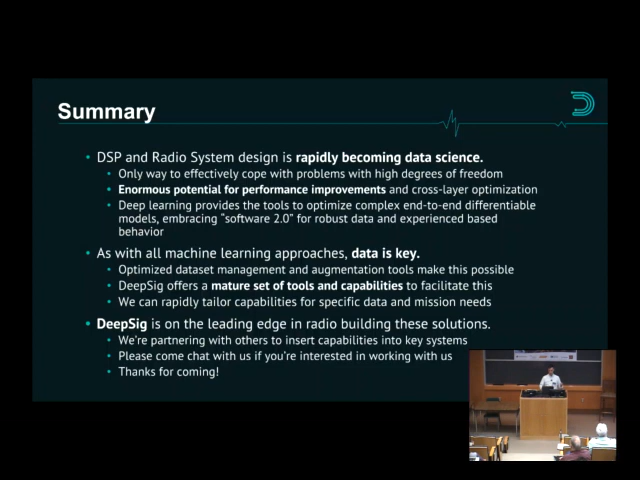 Summary
• DSP and Radio System design is rapidly becoming data science.
• Only way to effectively cope with problems with high degrees of freedom
• Enormous potential for performance improvements and cross-layer optimization
• Deep learning provides the tools to optimize complex end-to-end differentiable
models, embracing "software 2.0" for robust data and experienced based
behavior
• As with all machine learning approaches, data is key.
• Optimized dataset management and augmentation tools make this possible
• DeepSig offers a mature set of tools and capabilities to facilitate this
• We can rapidly tailor capabilities for specific data and mission needs
• DeepSig is on the leading edge in radio building these solutions.
• We're partnering with others to insert capabilities into key systems
• Please come chat with us if you're interested in working with us
• Thanks for coming!